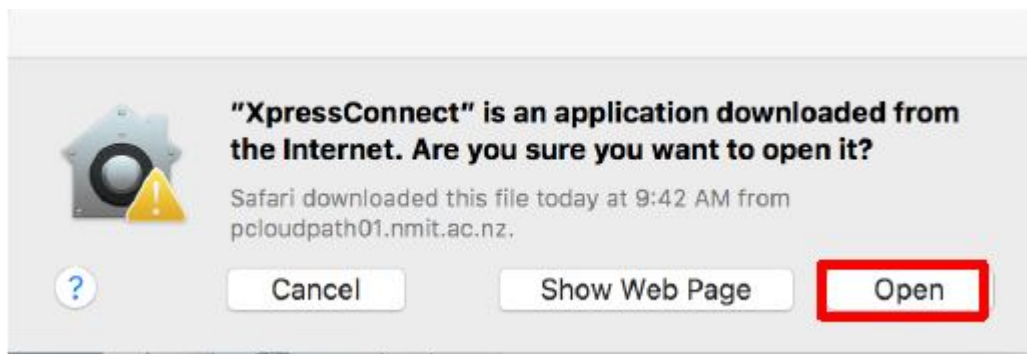 "XpressConnect" is an application downloaded from
the Internet. Are you sure you want to open it?
Safari downloaded this file today at 9:42 AM from
pcloudpath01.nmit.ac.nz.
? Cancel Show Web Page Open